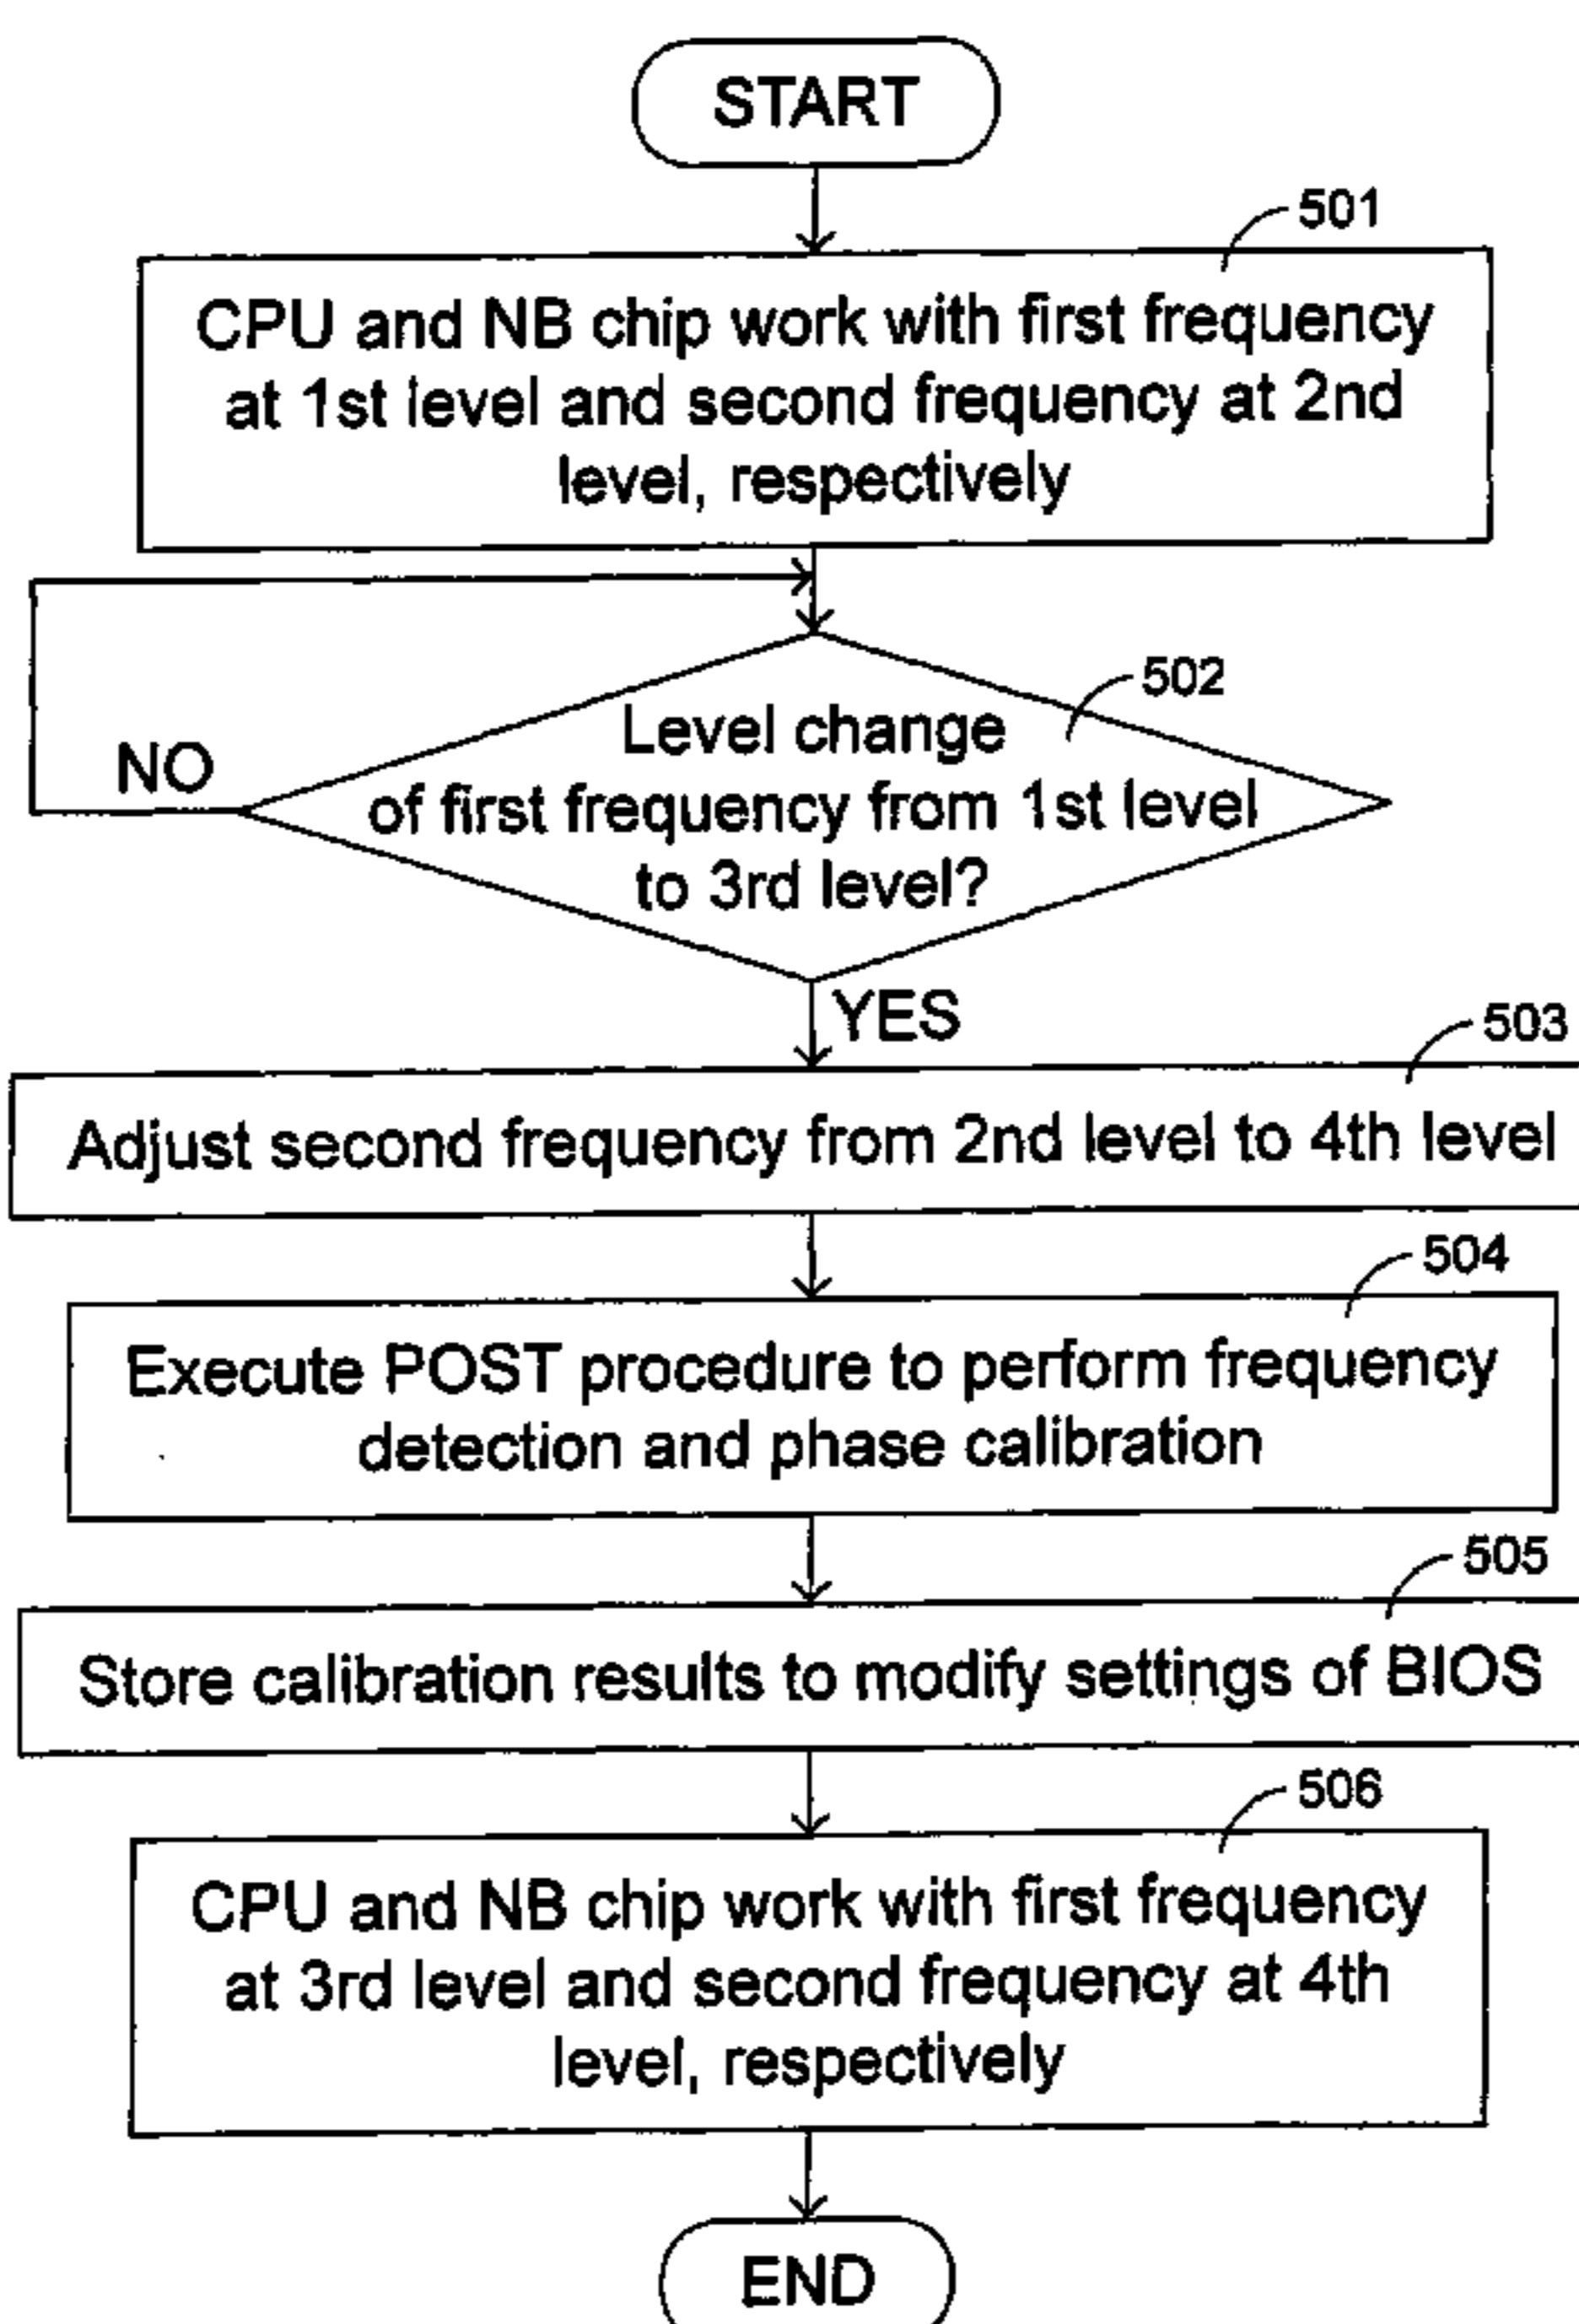 START
501
CPU and NB chip work with first frequency
at 1st level and second frequency at 2nd
level, respectively
502
Level change
of first frequency from 1st level
to 3rd level?
NO
YES
503
Adjust second frequency from 2nd level to 4th level
504
Execute POST procedure to perform frequency
detection and phase calibration
505
Store calibration results to modify settings of BIOS
506
CPU and NB chip work with first frequency
at 3rd level and second frequency at 4th
level, respectively
END